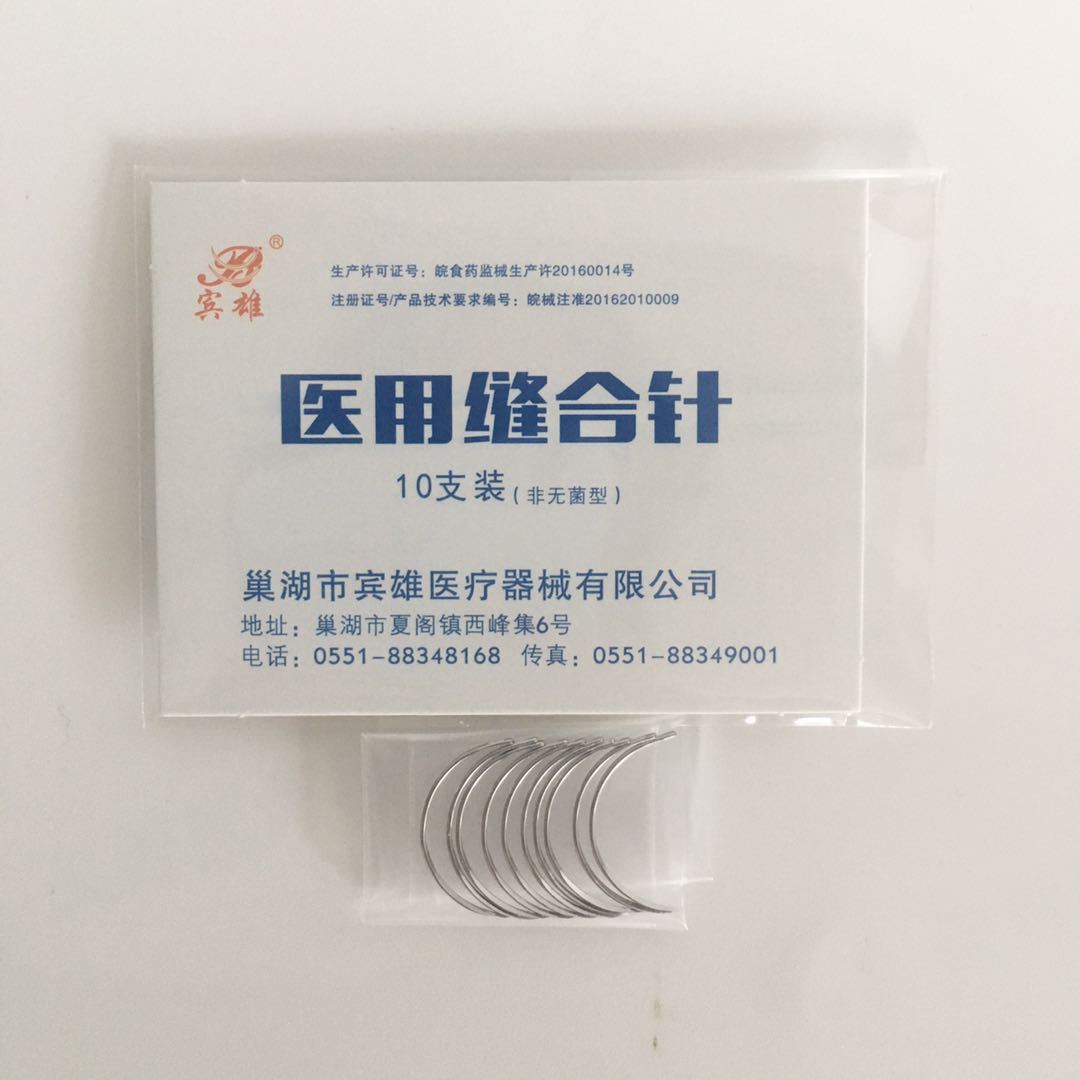 ®
宾雄
生产许可证号：皖食药监械生产许20160014号
注册证号/产品技术要求编号：皖械注准20162010009
医用缝合针
10支装（非无菌型）
巢湖市宾雄医疗器械有限公司
地址：巢湖市夏阁镇西峰集6号
电话：0551-88348168 传真：0551-88349001